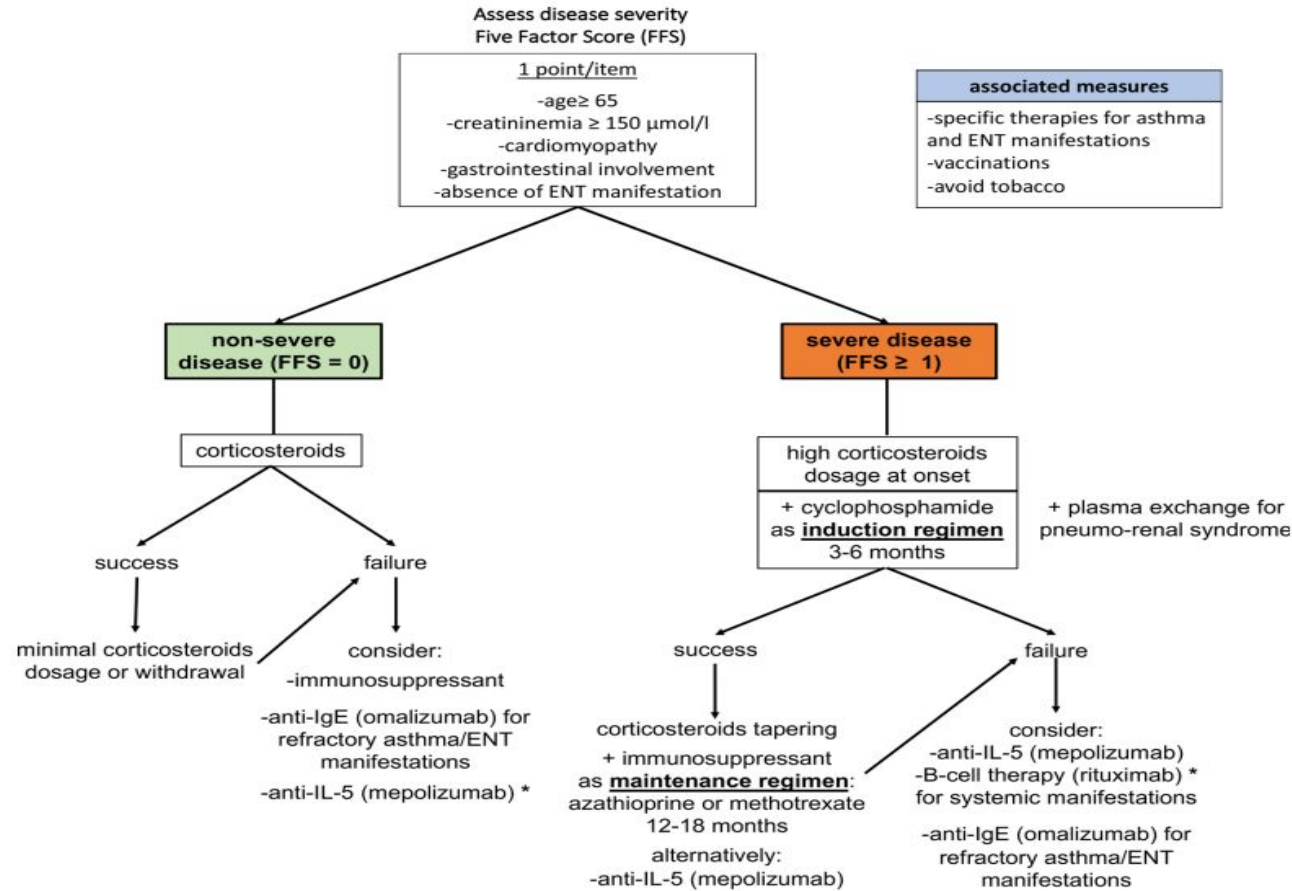 Assess disease severity
Five Factor Score (FFS)
1 point/item
-age≥ 65
-creatininemia ≥ 150 μmol/l
-cardiomyopathy
-gastrointestinal involvement
-absence of ENT manifestation
associated measures
-specific therapies for asthma
and ENT manifestations
-vaccinations
-avoid tobacco
non-severe
disease (FFS = 0)
corticosteroids
success
failure
minimal corticosteroids
dosage or withdrawal
consider:
-immunosuppressant
-anti-IgE (omalizumab) for
refractory asthma/ENT
manifestations
-anti-IL-5 (mepolizumab) *
severe disease
(FFS ≥ 1)
high corticosteroids
dosage at onset
+ cyclophosphamide
as induction regimen
3-6 months
+ plasma exchange for
pneumo-renal syndrome
success
failure
corticosteroids tapering
+ immunosuppressant
as maintenance regimen:
azathioprine or methotrexate
12-18 months
alternatively:
-anti-IL-5 (mepolizumab)
consider:
-anti-IL-5 (mepolizumab)
-B-cell therapy (rituximab) *
for systemic manifestations
-anti-IgE (omalizumab) for
refractory asthma/ENT
manifestations